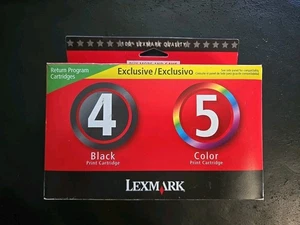 Return Program
Cartridges
Exclusive/Exclusivo
4
Black
Print Cartridge
5
Color
Print Cartridge
LEXMARK